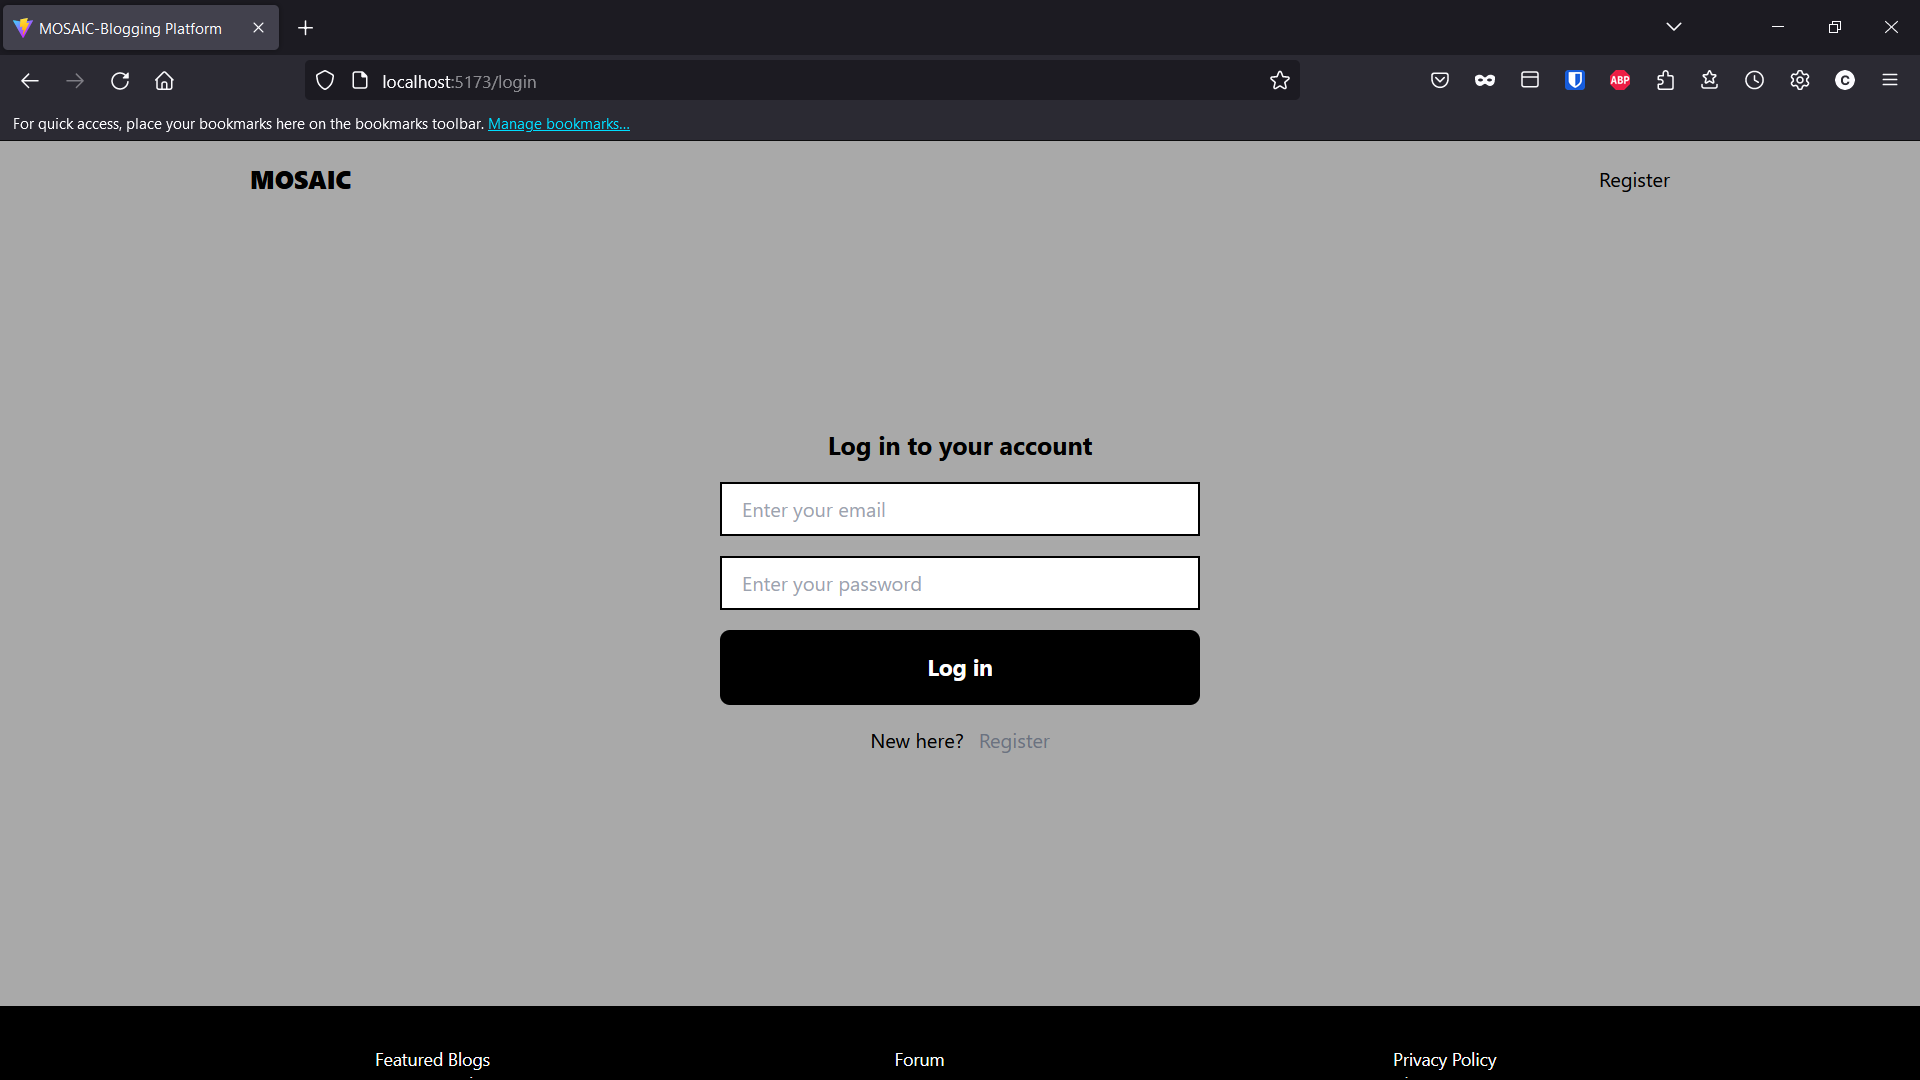 MOSAIC-Blogging Platform
localhost:5173/login
ABP
C
For quick access, place your bookmarks here on the bookmarks toolbar. Manage bookmarks...
MOSAIC
Register
Log in to your account
Enter your email
Enter your password
Log in
New here? Register
Featured Blogs
Forum
Privacy Policy